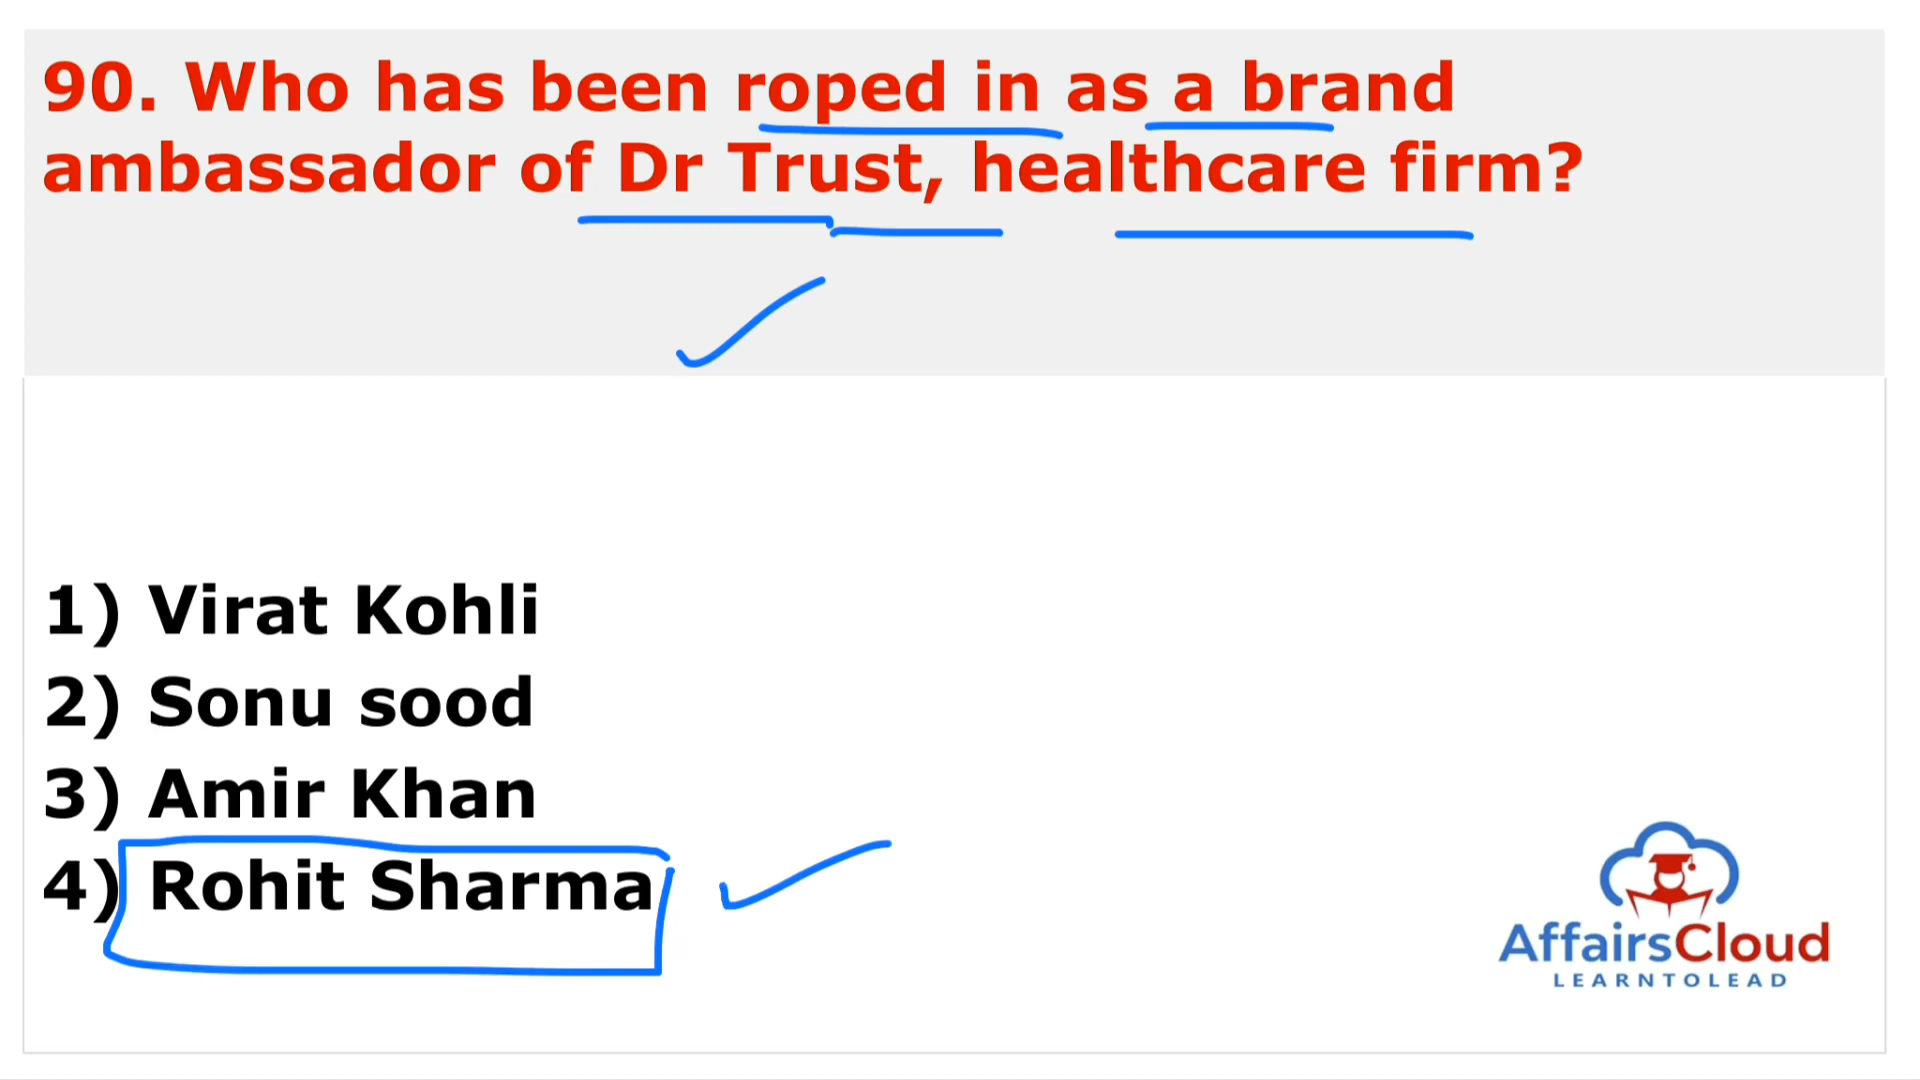 90. Who has been roped in as a brand
ambassador of Dr Trust, healthcare firm?
1) Virat Kohli
2) Sonu sood
3) Amir Khan
4) Rohit Sharma
AffairsCloud
LEARNTOLEAD